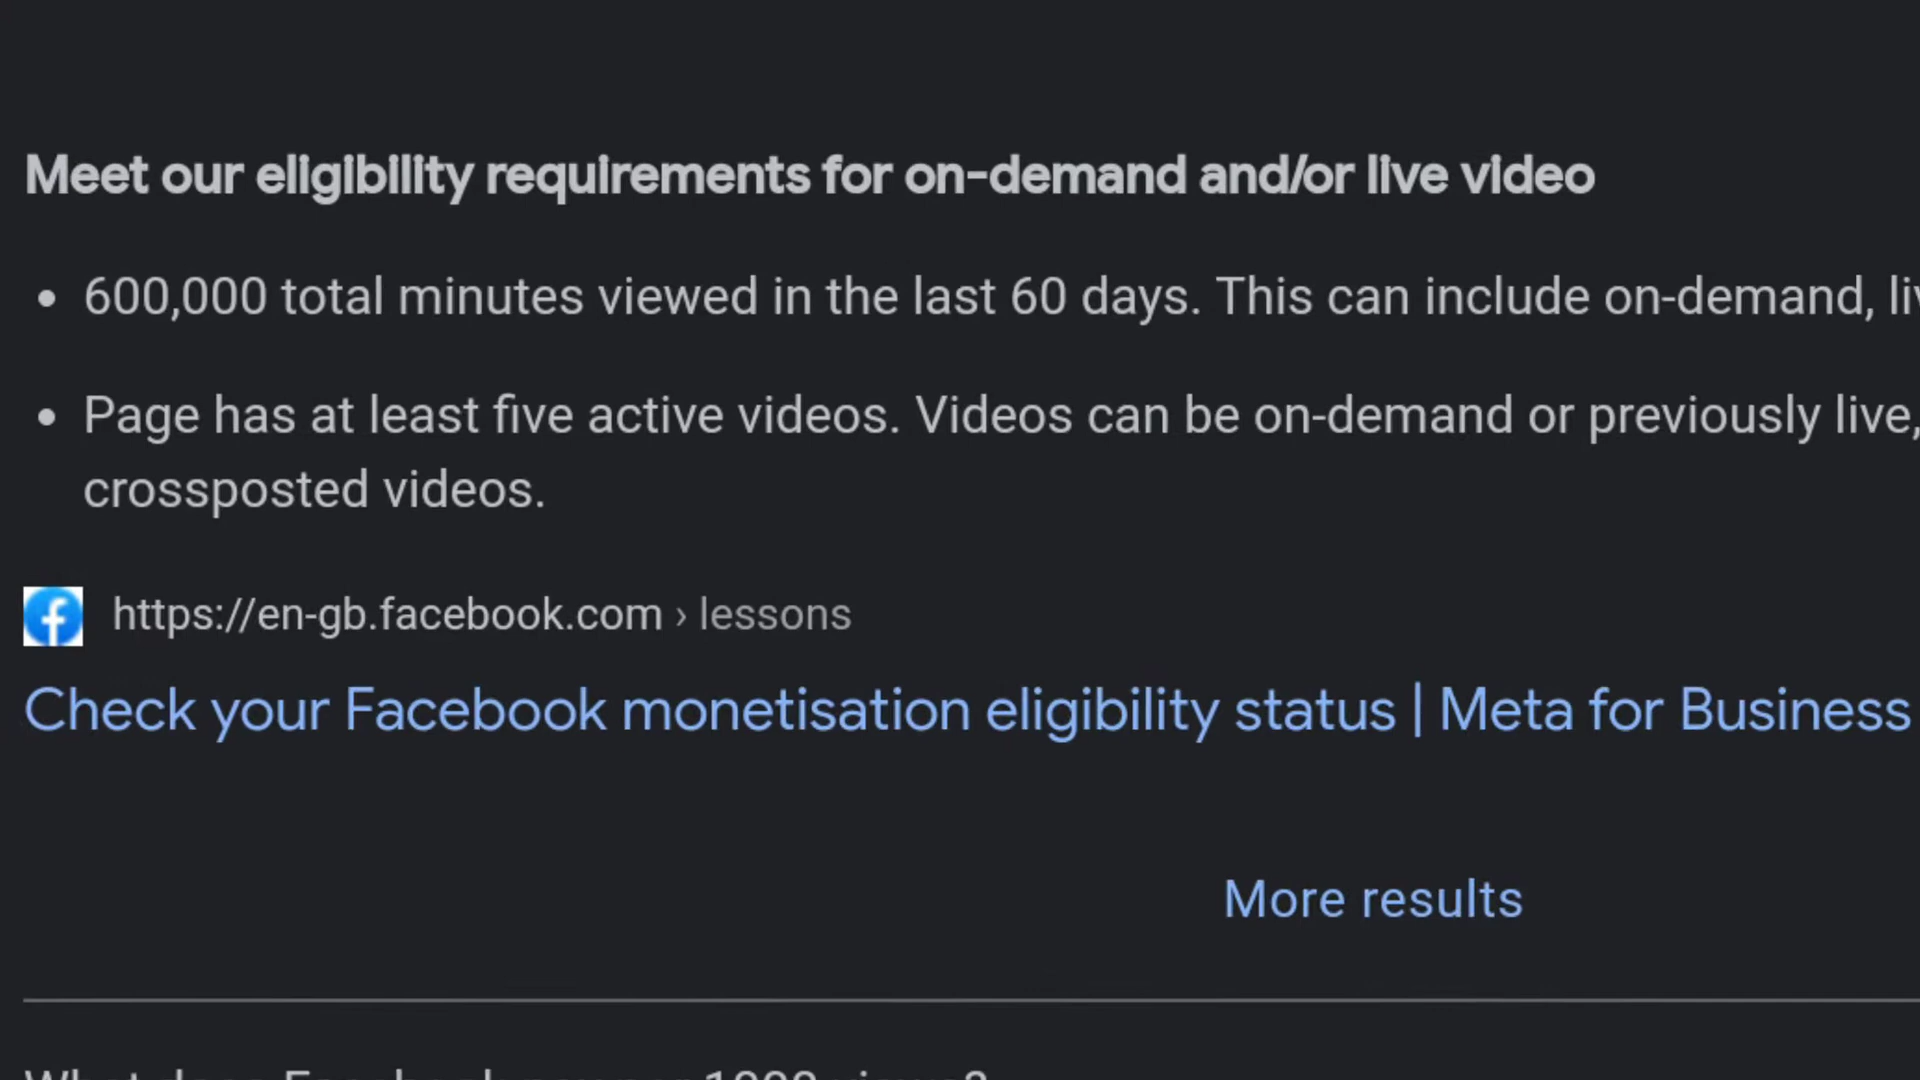 Meet our eligibility requirements for on-demand and/or live video
• 600,000 total minutes viewed in the last 60 days. This can include on-demand,
• Page has at least five active videos. Videos can be on-demand or previously live,
crossposted videos.
https://en-gb.facebook.com › lessons
Check your Facebook monetisation eligibility status | Meta for Business
More results